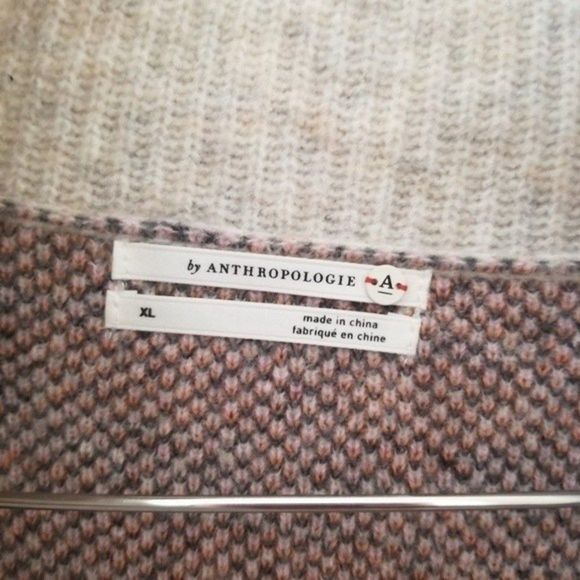 by ANTHROPOLOGIE A
XL
made in china
fabriqué en chine